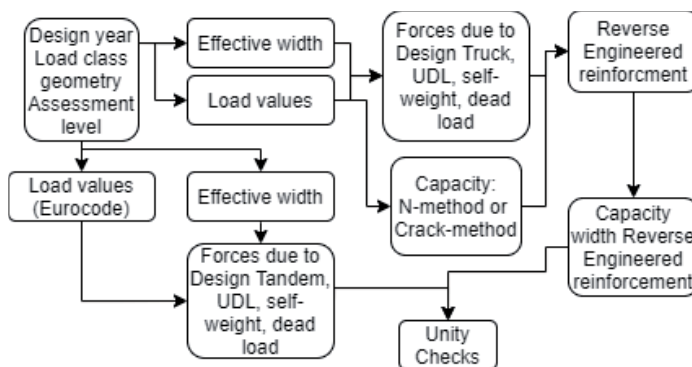 Design year
Load class
geometry
Assessment
level
Effective width
Load values
Forces due to
Design Truck,
UDL, self-
weight, dead
load
Reverse
Engineered
reinforcment
Load values
(Eurocode)
Effective width
Capacity:
N-method or
Crack-method
Capacity
width Reverse
Engineered
reinforcement
Forces due to
Design Tandem,
UDL, self-
weight, dead
load
Unity
Checks